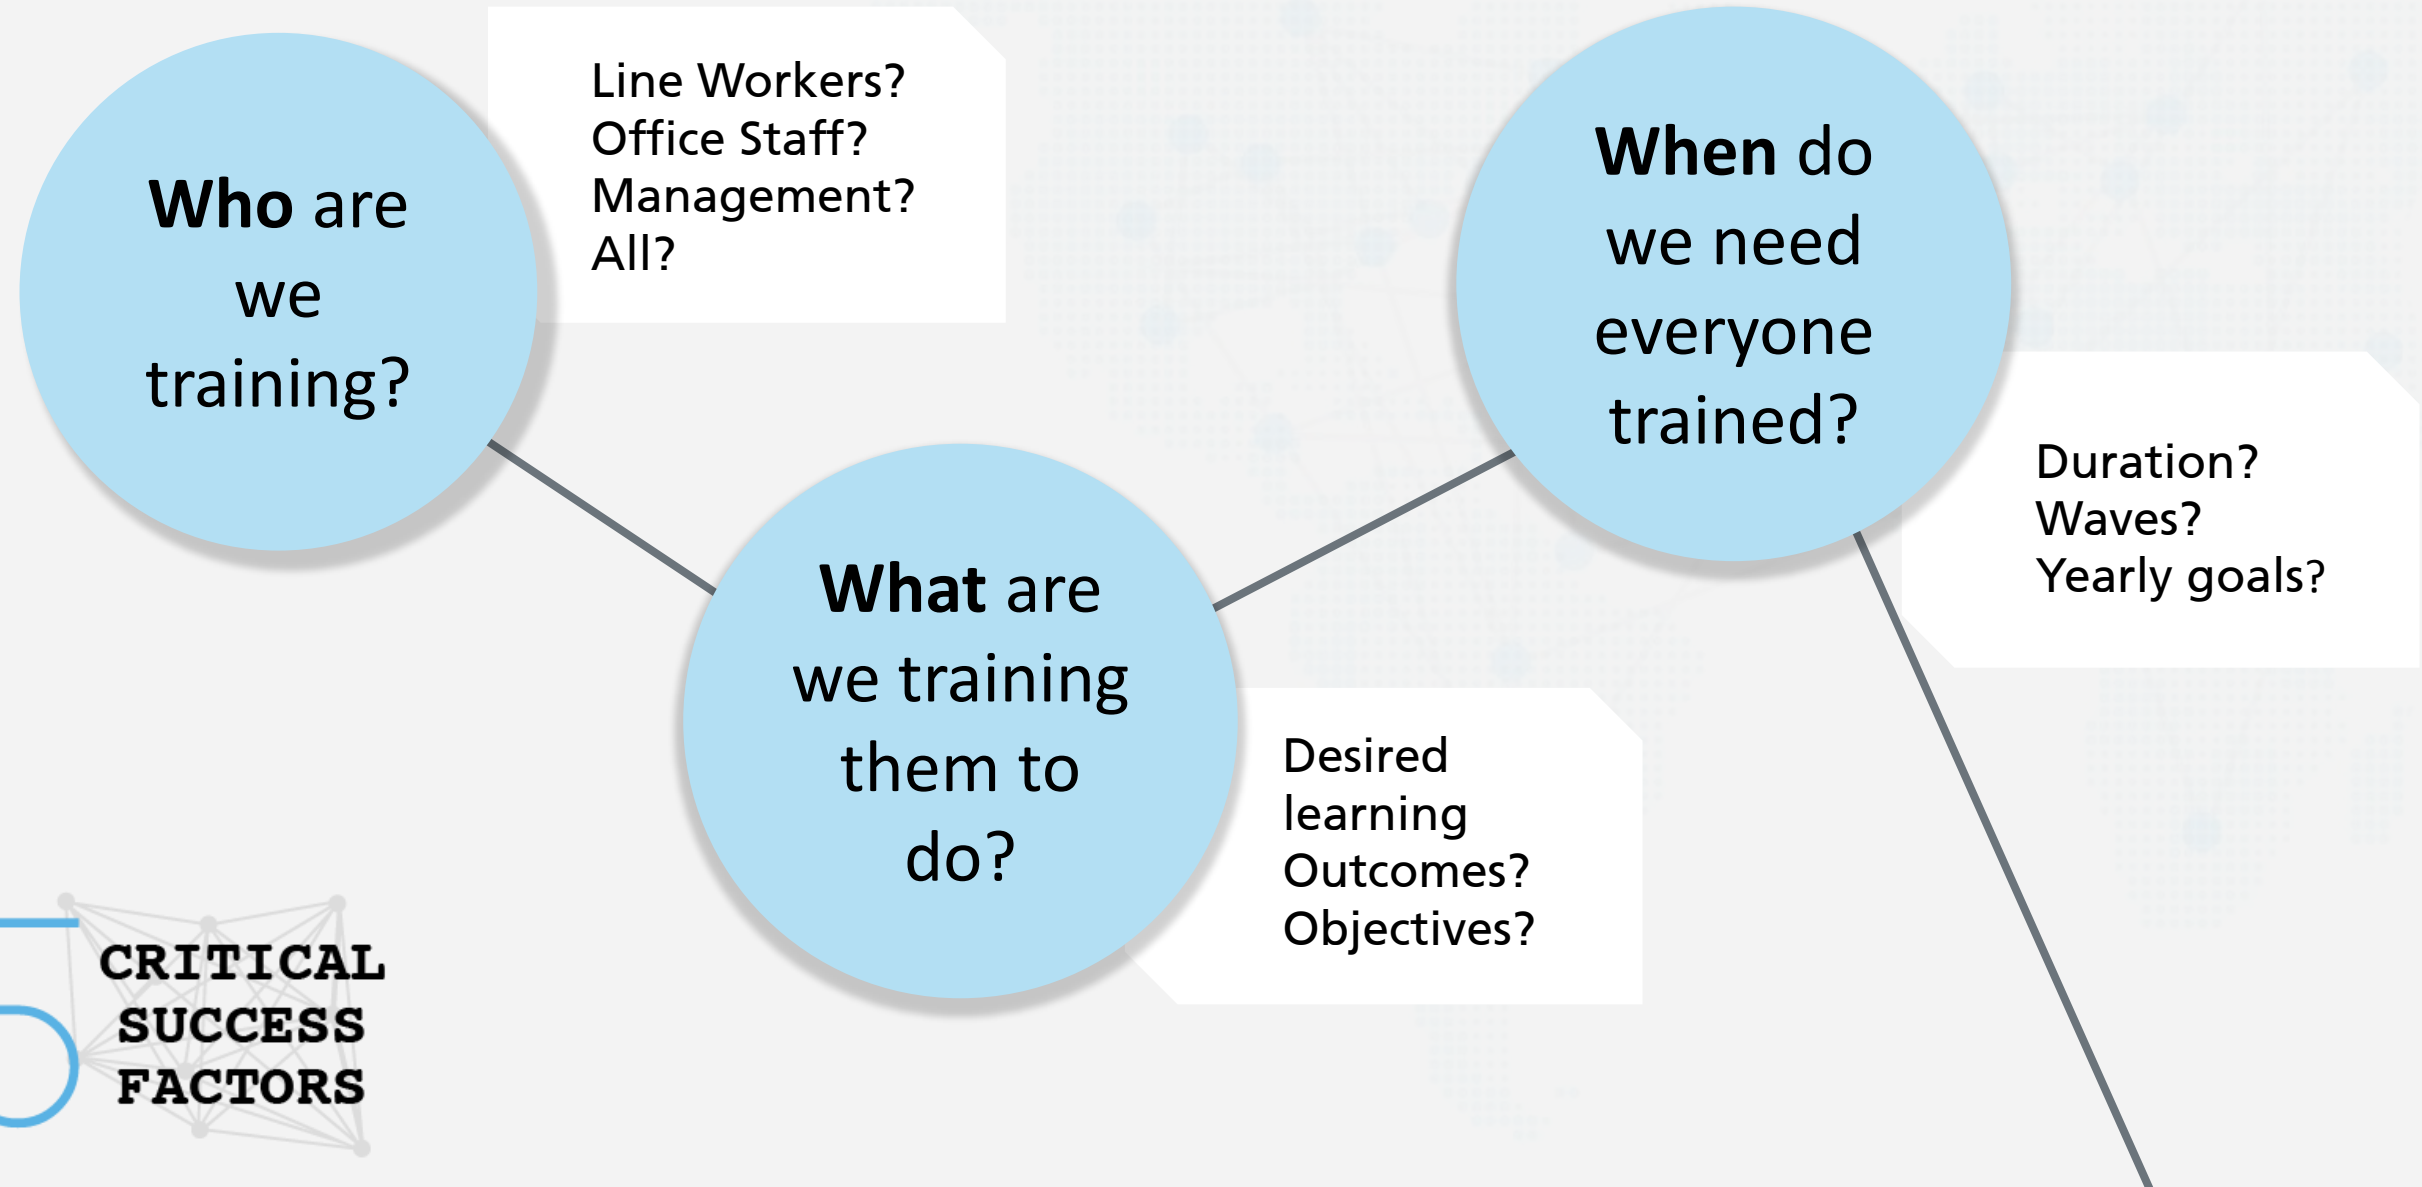 Who are
we
training?
Line Workers?
Office Staff?
Management?
All?
What are
we training
them to
do?
Desired
learning
Outcomes?
Objectives?
When do
we need
everyone
trained?
Duration?
Waves?
Yearly goals?
CRITICAL
SUCCESS
FACTORS